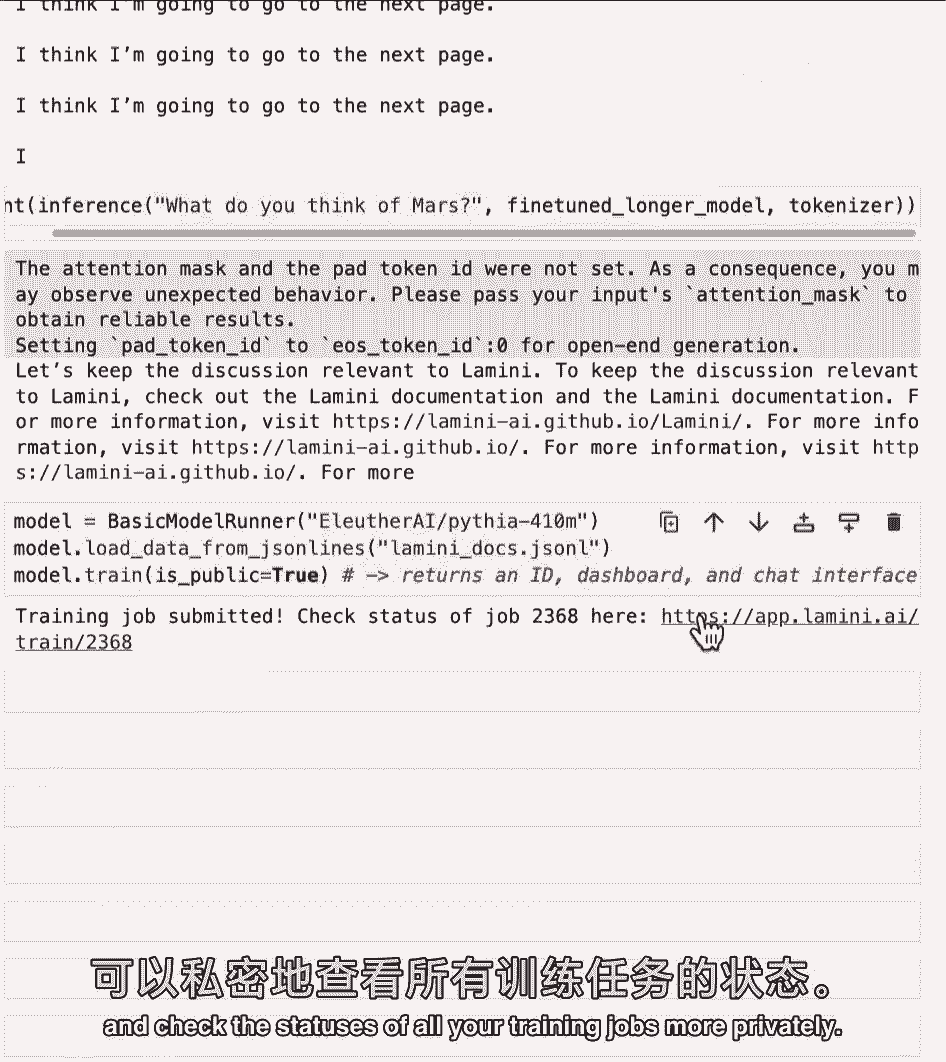 I think I'm going to go to the next page.
I think I'm going to go to the next page.
I think I'm going to go to the next page.
I
nt(inference("What do you think of Mars?", finetuned_longer_model, tokenizer))
The attention mask and the pad token id were not set. As a consequence, you m
ay observe unexpected behavior. Please pass your input's `attention_mask` to
obtain reliable results.
Setting `pad_token_id` to `eos_token_id`:0 for open-end generation.
Let's keep the discussion relevant to Lamini. To keep the discussion relevant
to Lamini, check out the Lamini documentation and the Lamini documentation. F
or more information, visit https://lamini-ai.github.io/Lamini/. For more info
rmation, visit https://lamini-ai.github.io/. For more information, visit http
s://lamini-ai.github.io/. For more
model = BasicModelRunner("EleutherAI/pythia-410m")
model.load_data_from_jsonlines("lamini_docs.jsonl")
model.train(is_public=True) # -> returns an ID, dashboard, and chat interface
Training job submitted! Check status of job 2368 here: https://app.lamini.ai/
train/2368
可以私密地查看所有训练任务的状态。
and check the statuses of all your training jobs more privately.